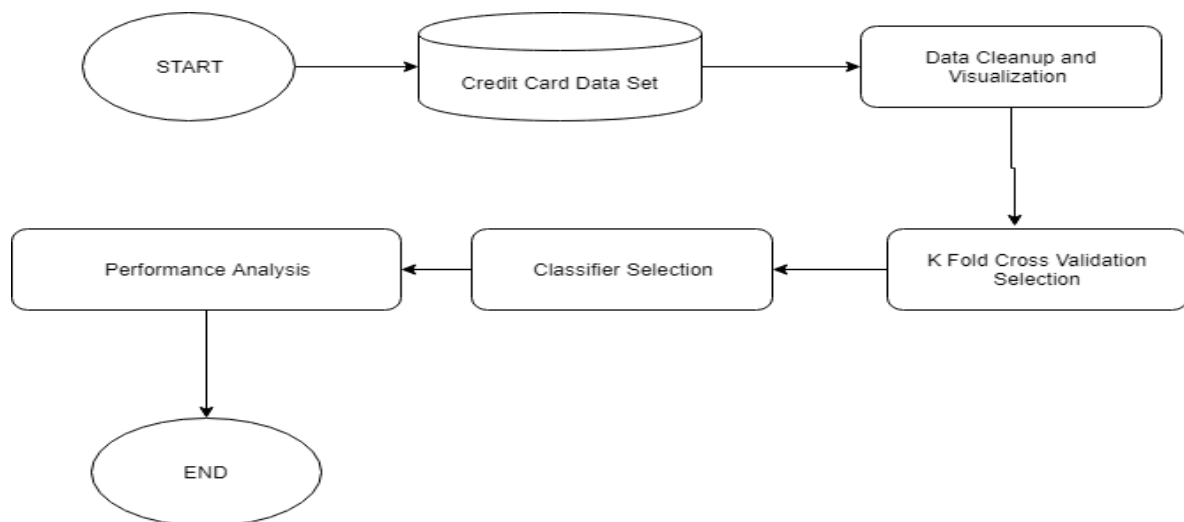 START
Credit Card Data Set
Data Cleanup and
Visualization
K Fold Cross Validation
Selection
Classifier Selection
Performance Analysis
END